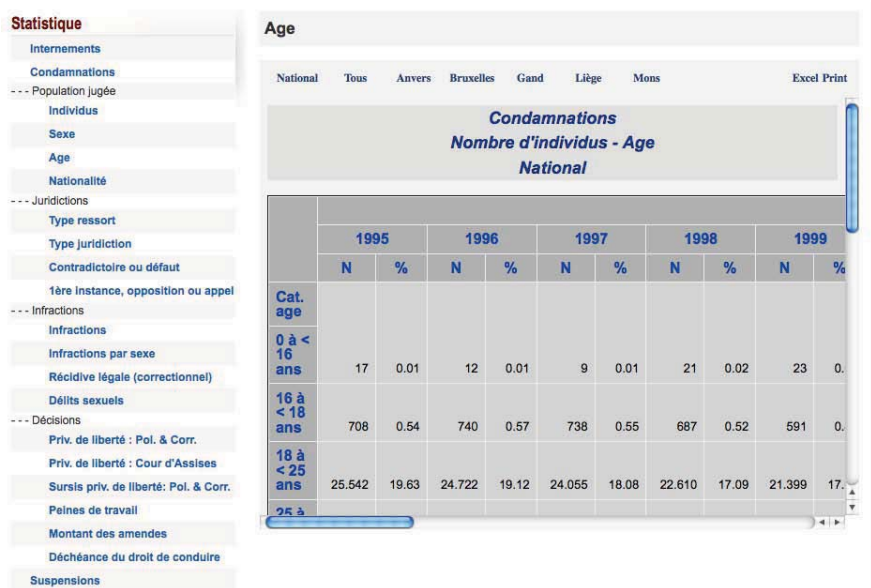 Statistique
Internements
Condamnations
- - - Population jugée
Individus
Sexe
Age
Nationalité
- - - Juridictions
Type ressort
Type juridiction
Contradictoire ou défaut
1ère instance, opposition ou appel
- - - Infractions
Infractions
Infractions par sexe
Récidive légale (correctionnel)
Délits sexuels
- - - Décisions
Priv. de liberté : Pol. & Corr.
Priv. de liberté : Cour d'Assises
Sursis priv. de liberté: Pol. & Corr.
Peines de travail
Montant des amendes
Déchéance du droit de conduire
Suspensions
Age
National Tous Anvers Bruxelles Gand Liège Mons Excel Print
Condamnations
Nombre d'individus - Age
National
1995 1996 1997 1998 1999
N % N % N % N % N %
Cat.
age
0 à <
16
ans 17 0.01 12 0.01 9 0.01 21 0.02 23 0.
16 à
< 18
ans 708 0.54 740 0.57 738 0.55 687 0.52 591 0.
18 à
< 25
ans 25.542 19.63 24.722 19.12 24.055 18.08 22.610 17.09 21.399 17.
25 à